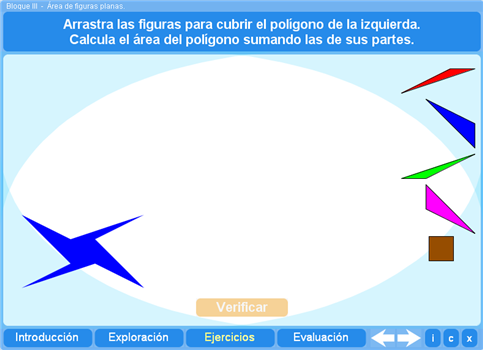 Bloque III - Área de figuras planas.
Arrastra las figuras para cubrir el polígono de la izquierda.
Calcula el área del polígono sumando las de sus partes.
Verificar
Introducción Exploración Ejercicios Evaluación i c x